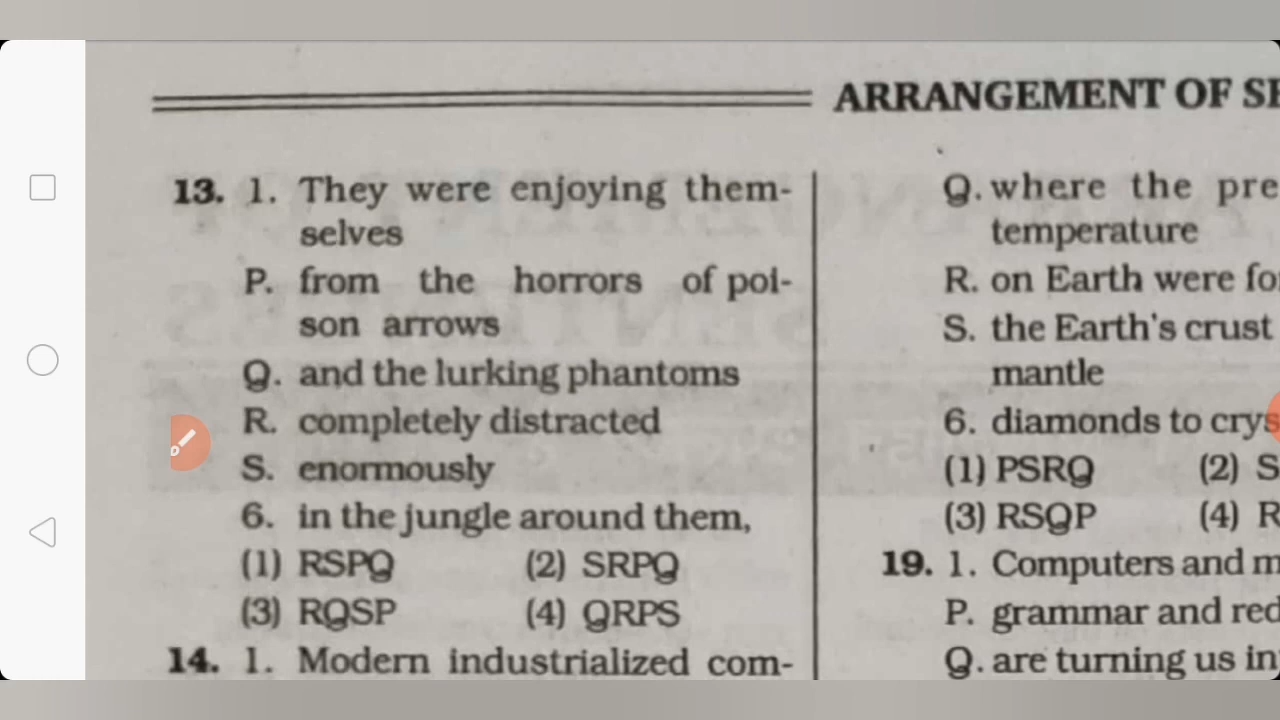 ARRANGEMENT OF
13. 1. They were enjoying them-
selves
P. from the horrors of poi-
son arrows
Q. and the lurking phantoms
R. completely distracted
S. enormously
6. in the jungle around them,
(1) RSPQ (2) SRPQ
(3) RQSP (4) QRPS
14. 1. Modern industrialized com-
Q. where the pre
temperature
R. on Earth were fo
S. the Earth's crust
mantle
6. diamonds to crys
(1) PSRQ (2) S
(3) RSQP (4) R
19. 1. Computers and m
P. grammar and red
Q. are turning us in